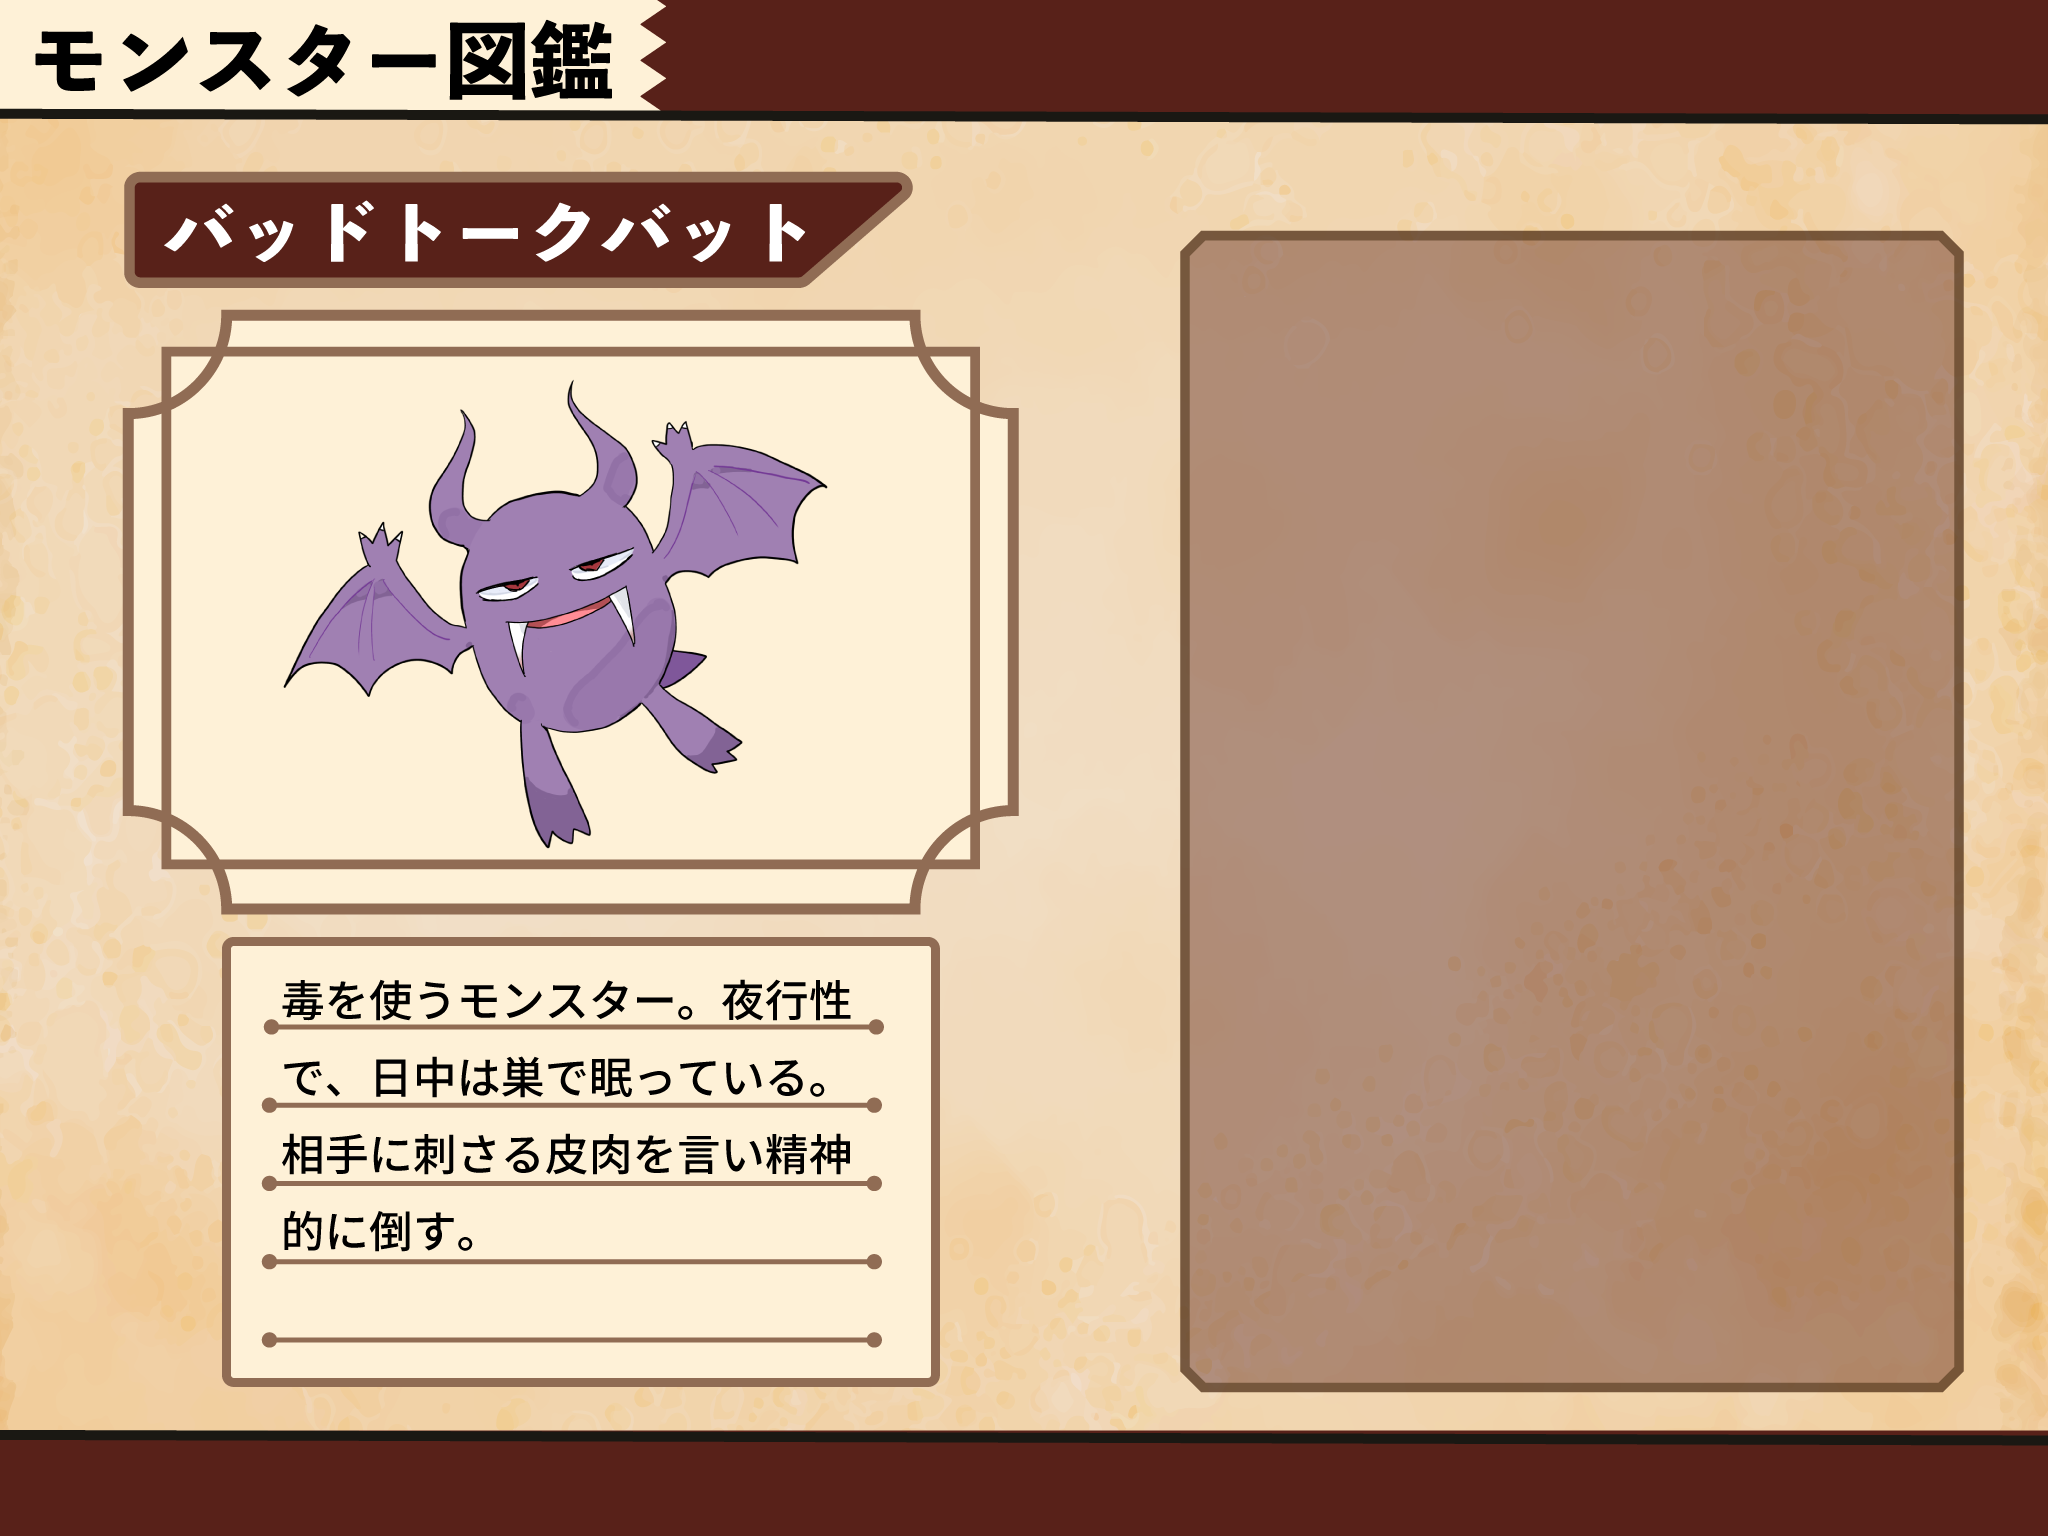 モンスター図鑑
バッドトークバット
毒を使うモンスター。夜行性
で、日中は巣で眠っている。
相手に刺さる皮肉を言い精神
的に倒す。